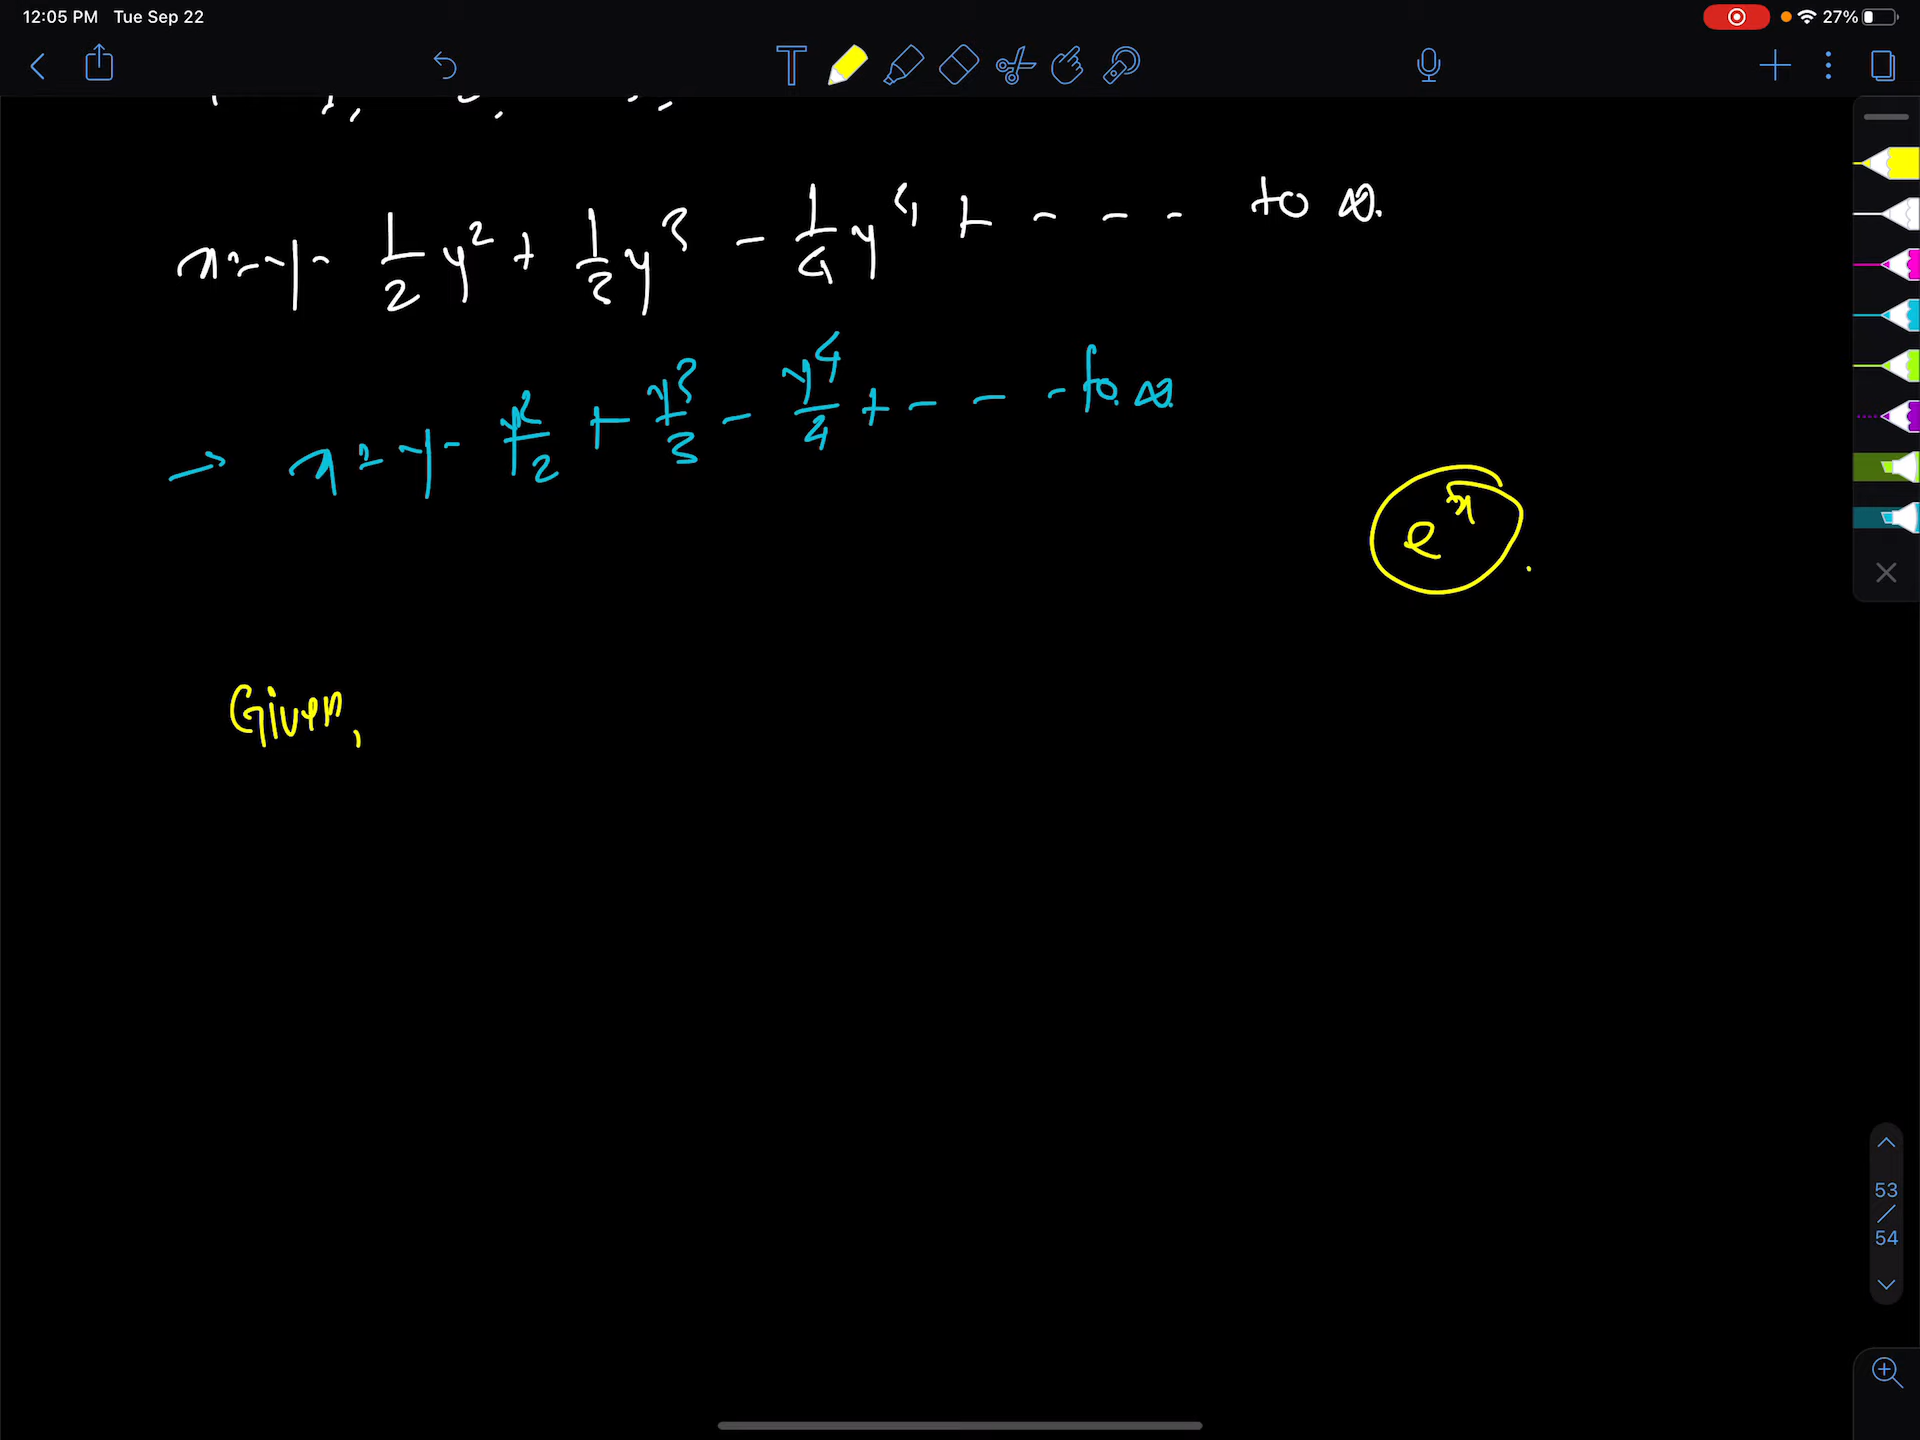 12:05 PM Tue Sep 22
27%
T
x = y - 1/2 y² + 1/3 y³ - 1/4 y⁴ + - - - to ∞.
→ x = y - y²/2 + y³/3 - y⁴/4 + - - - to ∞.
eˣ
Given,
53
/
54